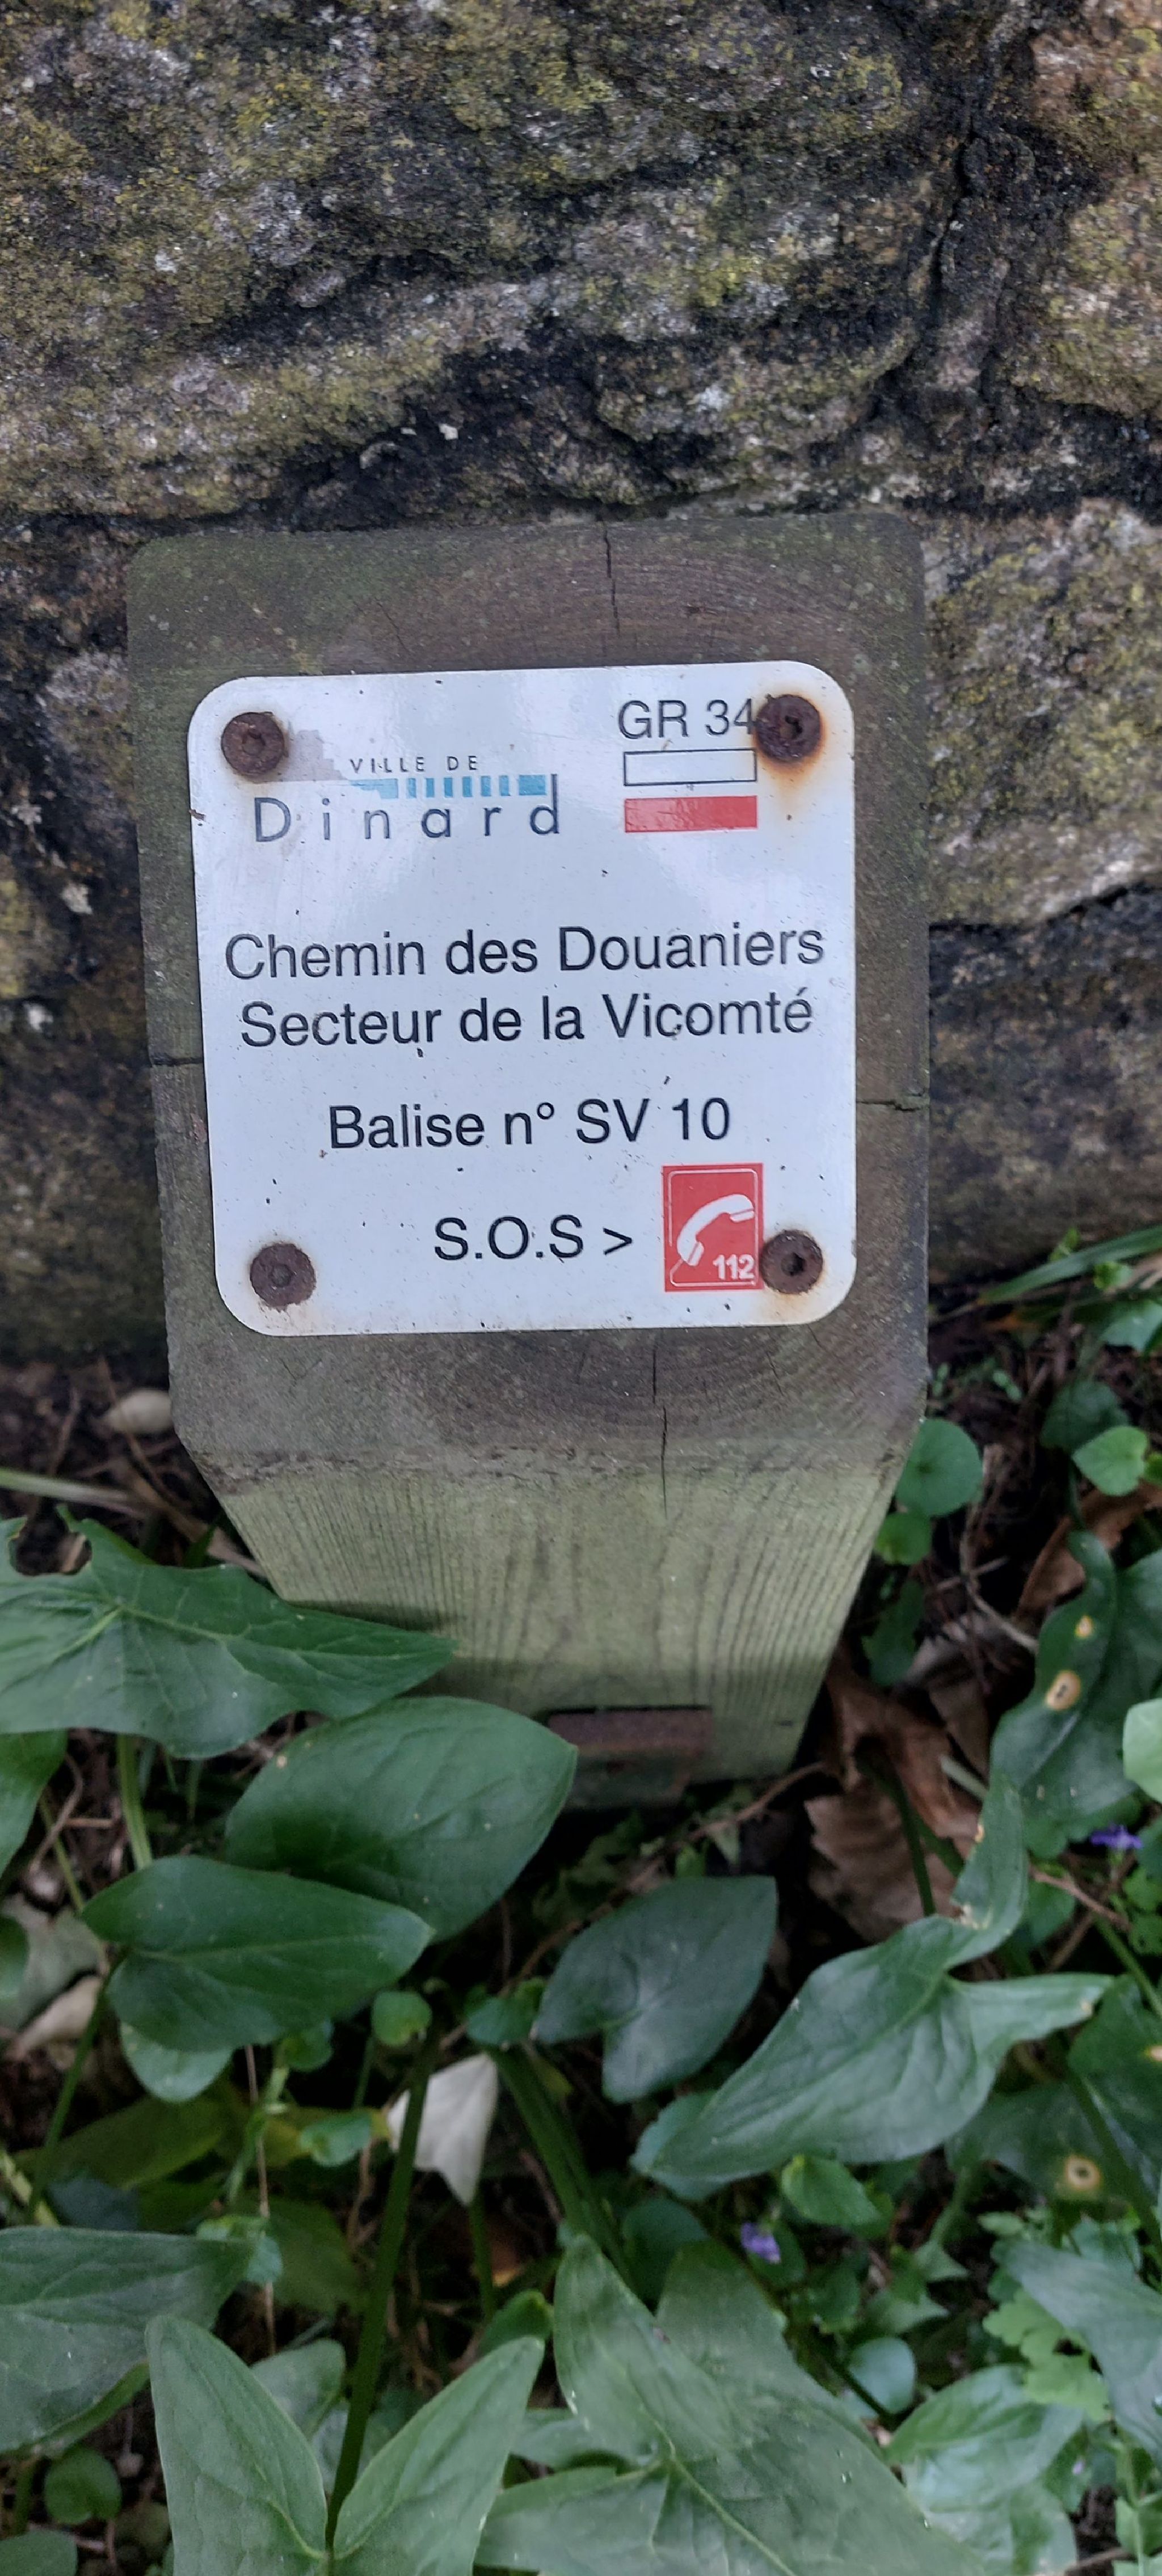 VILLE DE
Dinard
GR 34
Chemin des Douaniers
Secteur de la Vicomté
Balise n° SV 10
S.O.S >
112